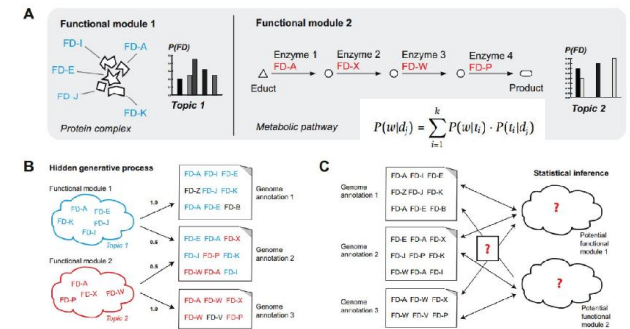 A
Functional module 1
FD-I
FD-A
FD-E
FD-J
FD-K
Protein complex
P(FD)
Topic 1
Functional module 2
Enzyme 1 Enzyme 2 Enzyme 3 Enzyme 4
FD-A FD-X FD-W FD-P
Educt
Product
Metabolic pathway
P(w|dⱼ) = Σᵏᵢ₌₁ P(w|tᵢ) · P(tᵢ|dⱼ)
P(FD)
Topic 2
B
Hidden generative process
Functional module 1
FD-A FD-E
FD-K FD-J
FD-I
Topic 1
Functional module 2
FD-X FD-W
FD-P
Topic 2
1.0
0.5
0.5
1.0
FD-A FD-I FD-E
FD-Z FD-J FD-K
FD-A FD-E FD-B
Genome
annotation 1
FD-E FD-A FD-X
FD-J FD-P FD-K
FD-W FD-A FD-I
Genome
annotation 2
FD-A FD-W FD-X
FD-W FD-V FD-P
Genome
annotation 3
C
Statistical inference
Genome
annotation 1
FD-A FD-I FD-E
FD-Z FD-J FD-K
FD-A FD-E FD-B
Genome
annotation 2
FD-E FD-A FD-X
FD-J FD-P FD-K
FD-W FD-A FD-I
Genome
annotation 3
FD-A FD-W FD-X
FD-W FD-V FD-P
?
?
Potential
functional
module 1
?
Potential
functional
module 2